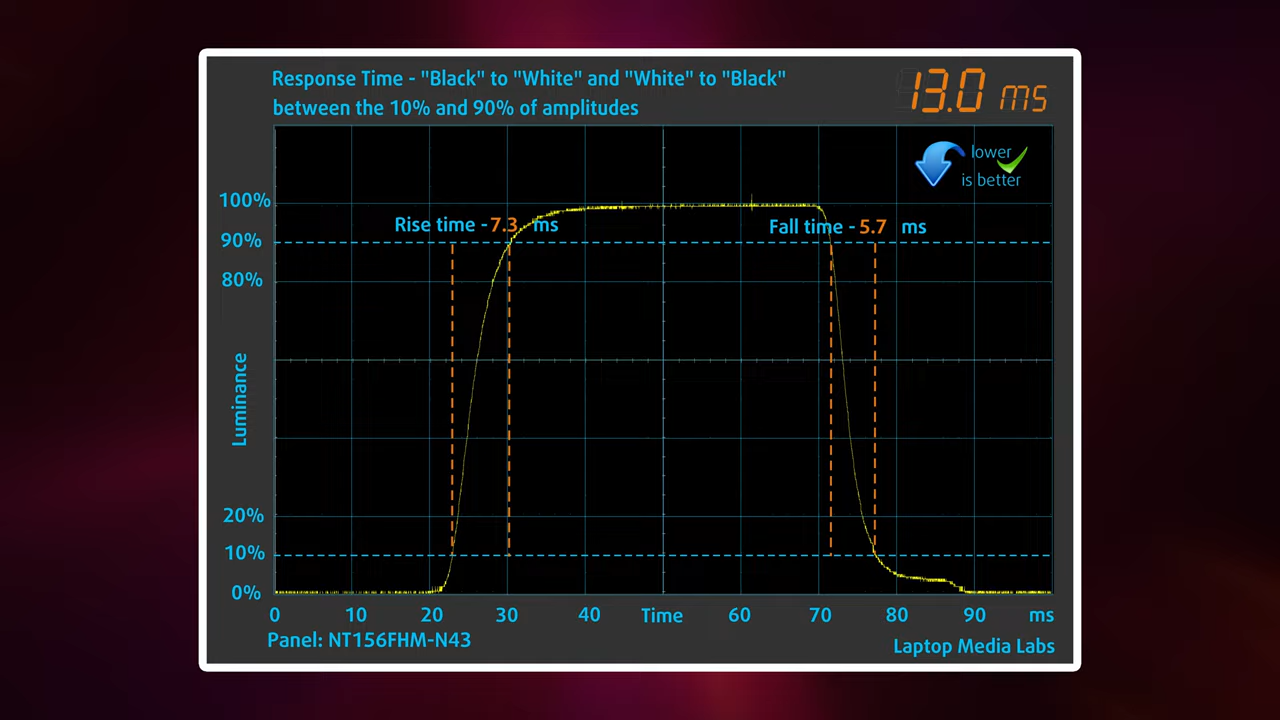 Response Time - "Black" to "White" and "White" to "Black"
between the 10% and 90% of amplitudes
13.0 ms
lower
is better
100%
Rise time - 7.3 ms
Fall time - 5.7 ms
90%
80%
Luminance
20%
10%
0%
0 10 20 30 40 Time 60 70 80 90 ms
Panel: NT156FHM-N43
Laptop Media Labs